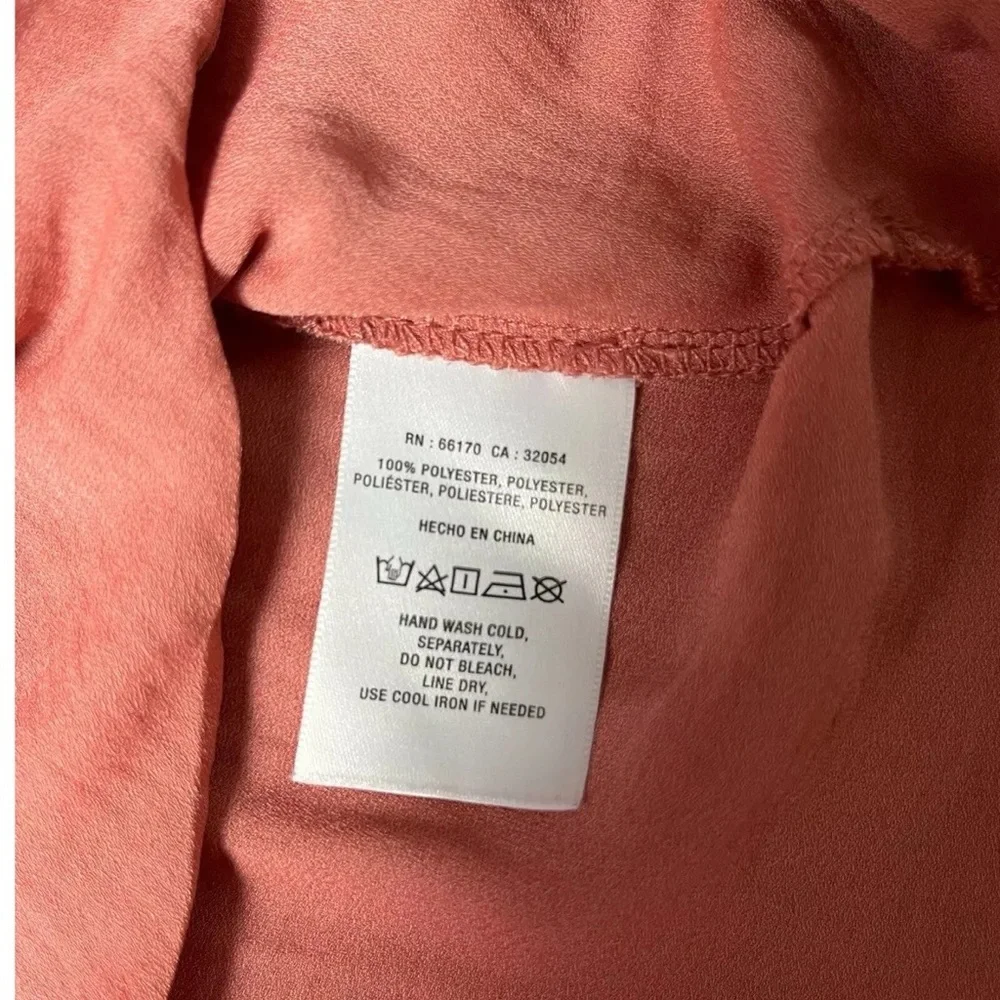 RN : 66170 CA : 32054
100% POLYESTER, POLYESTER,
POLIÉSTER, POLIESTERE, POLYESTER
HECHO EN CHINA
HAND WASH COLD,
SEPARATELY,
DO NOT BLEACH,
LINE DRY,
USE COOL IRON IF NEEDED